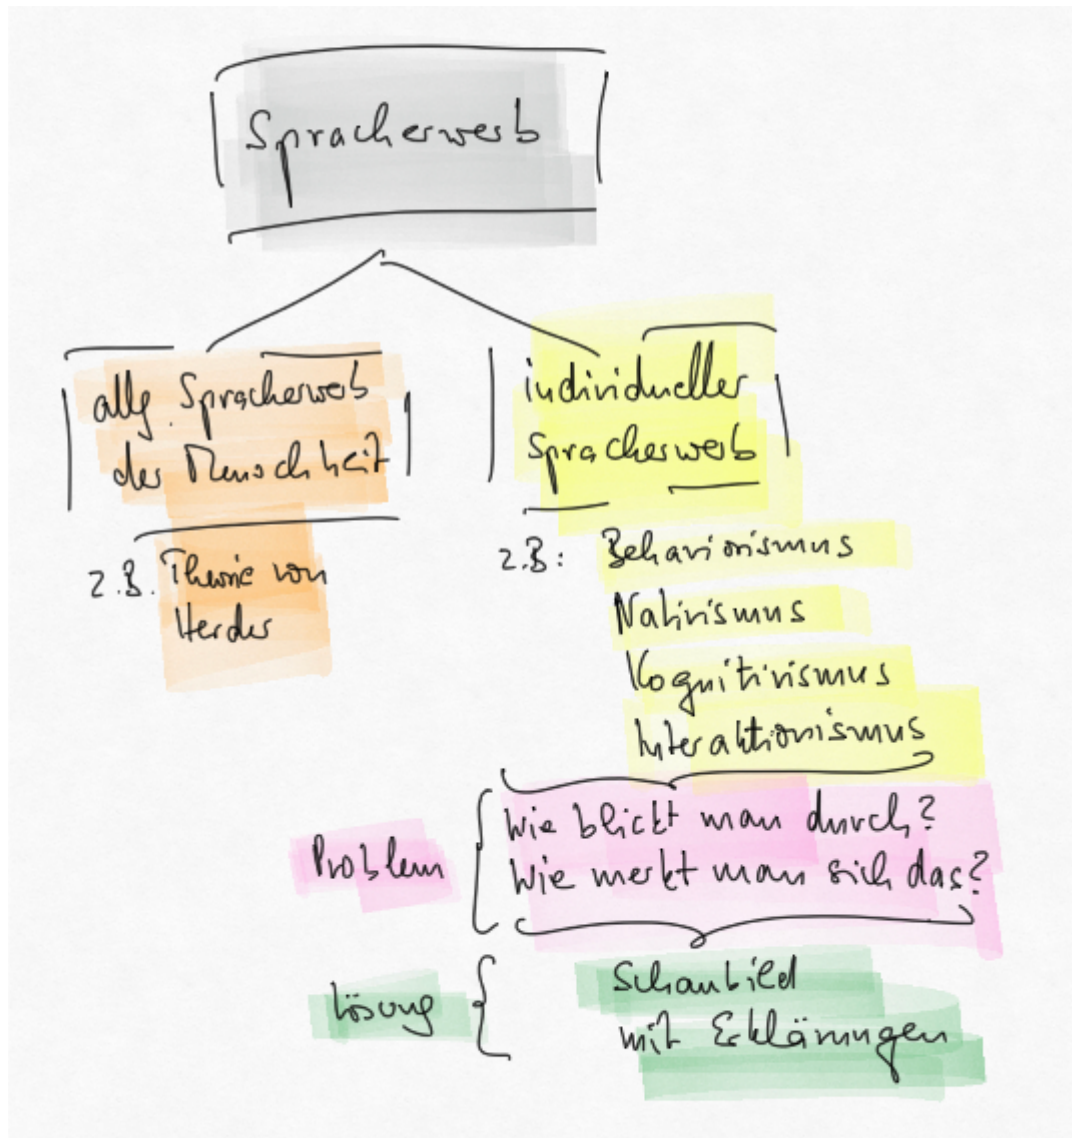 Spracherwerb
allg. Spracherwerb
der Menschheit
z.B. Theorie von
Herder
individueller
Spracherwerb
z.B: Behaviorismus
Nativismus
Kognitivismus
Interaktionismus
Problem
Wie blickt man durch?
Wie merkt man sich das?
Lösung
Schaubild
mit Erklärungen